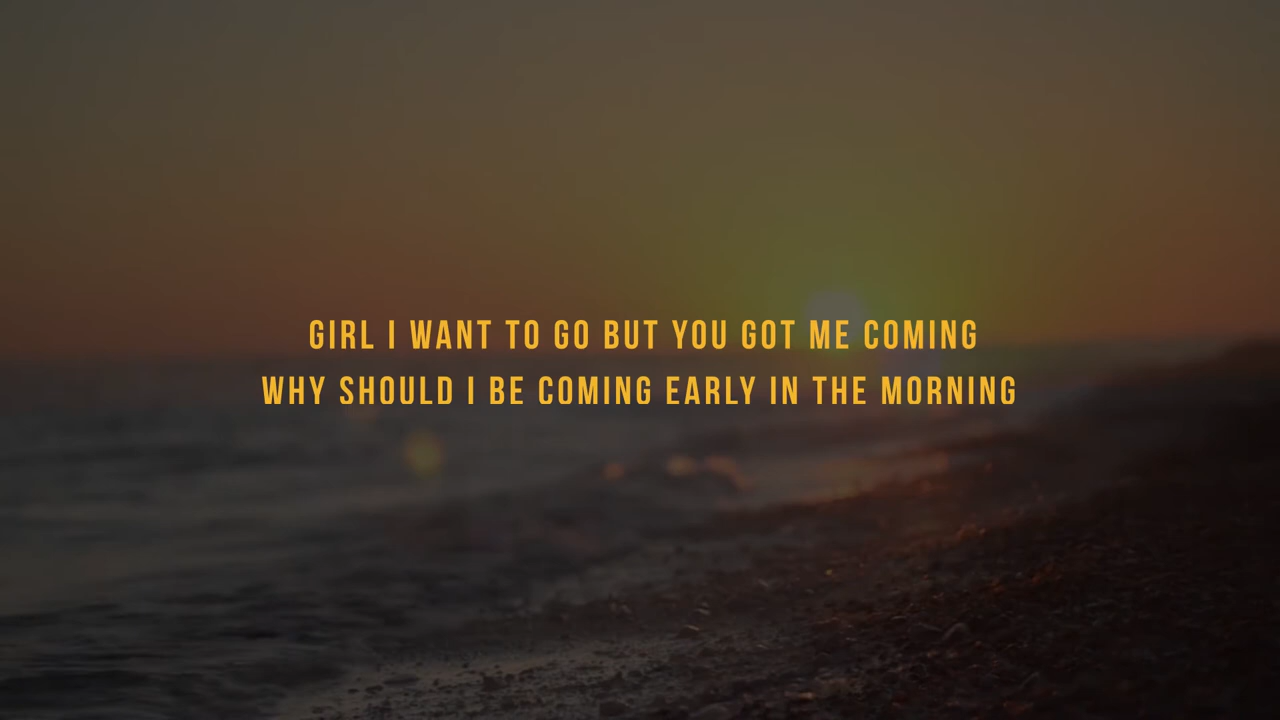 GIRL I WANT TO GO BUT YOU GOT ME COMING
WHY SHOULD I BE COMING EARLY IN THE MORNING